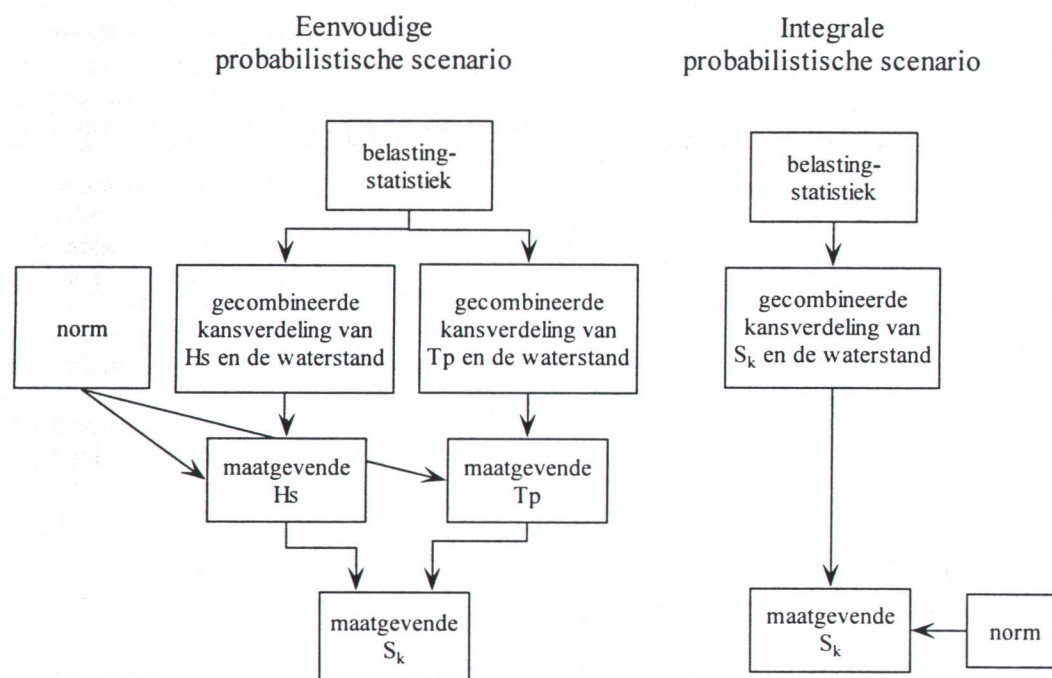 Eenvoudige
probabilistische scenario
Integrale
probabilistische scenario
belasting-
statistiek
belasting-
statistiek
norm
gecombineerde
kansverdeling van
Hs en de waterstand
gecombineerde
kansverdeling van
Tp en de waterstand
gecombineerde
kansverdeling van
Sk en de waterstand
maatgevende
Hs
maatgevende
Tp
maatgevende
Sk
maatgevende
Sk
norm